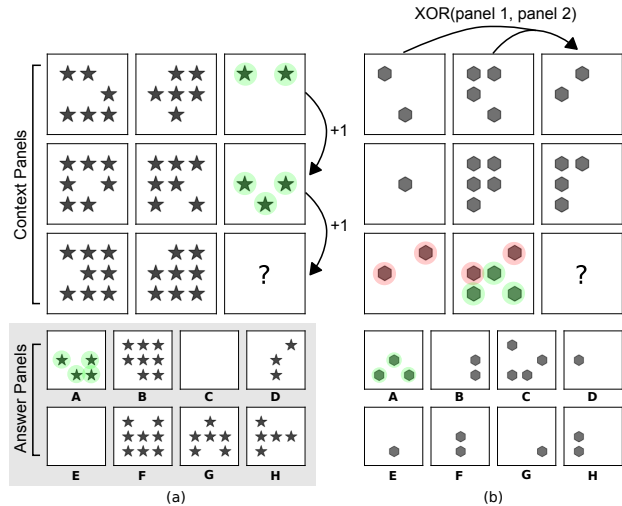 XOR(panel 1, panel 2)
Context Panels
+1
+1
?
?
Answer Panels
A B C D
E F G H
A B C D
E F G H
(a) (b)